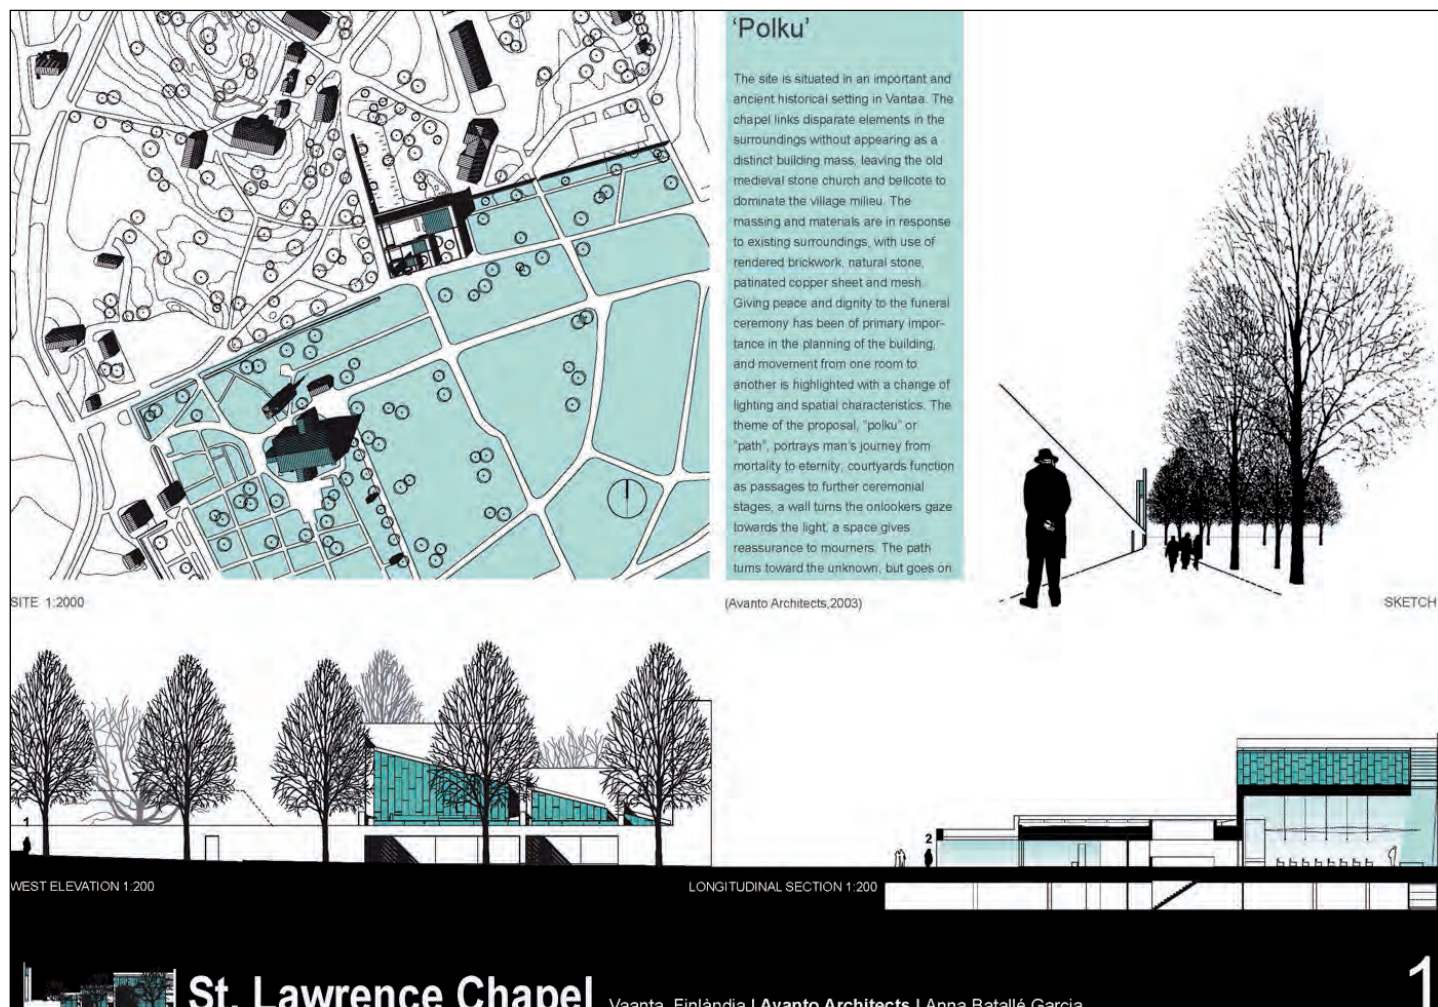 'Polku'
The site is situated in an important and
ancient historical setting in Vantaa. The
chapel links disparate elements in the
surroundings without appearing as a
distinct building mass, leaving the old
medieval stone church and bellcote to
dominate the village milieu. The
massing and materials are in response
to existing surroundings, with use of
rendered brickwork, natural stone,
patinated copper sheet and mesh.
Giving peace and dignity to the funeral
ceremony has been of primary impor-
tance in the planning of the building,
and movement from one room to
another is highlighted with a change of
lighting and spatial characteristics. The
theme of the proposal, "polku" or
"path", portrays man's journey from
mortality to eternity; courtyards function
as passages to further ceremonial
stages, a wall turns the onlookers gaze
towards the light, a space gives
reassurance to mourners. The path
turns toward the unknown, but goes on
SITE 1:2000
(Avanto Architects,2003)
SKETCH
1
2
WEST ELEVATION 1:200
LONGITUDINAL SECTION 1:200
St. Lawrence Chapel
Vaanta, Finlàndia | Avanto Architects | Anna Batallé Garcia
1